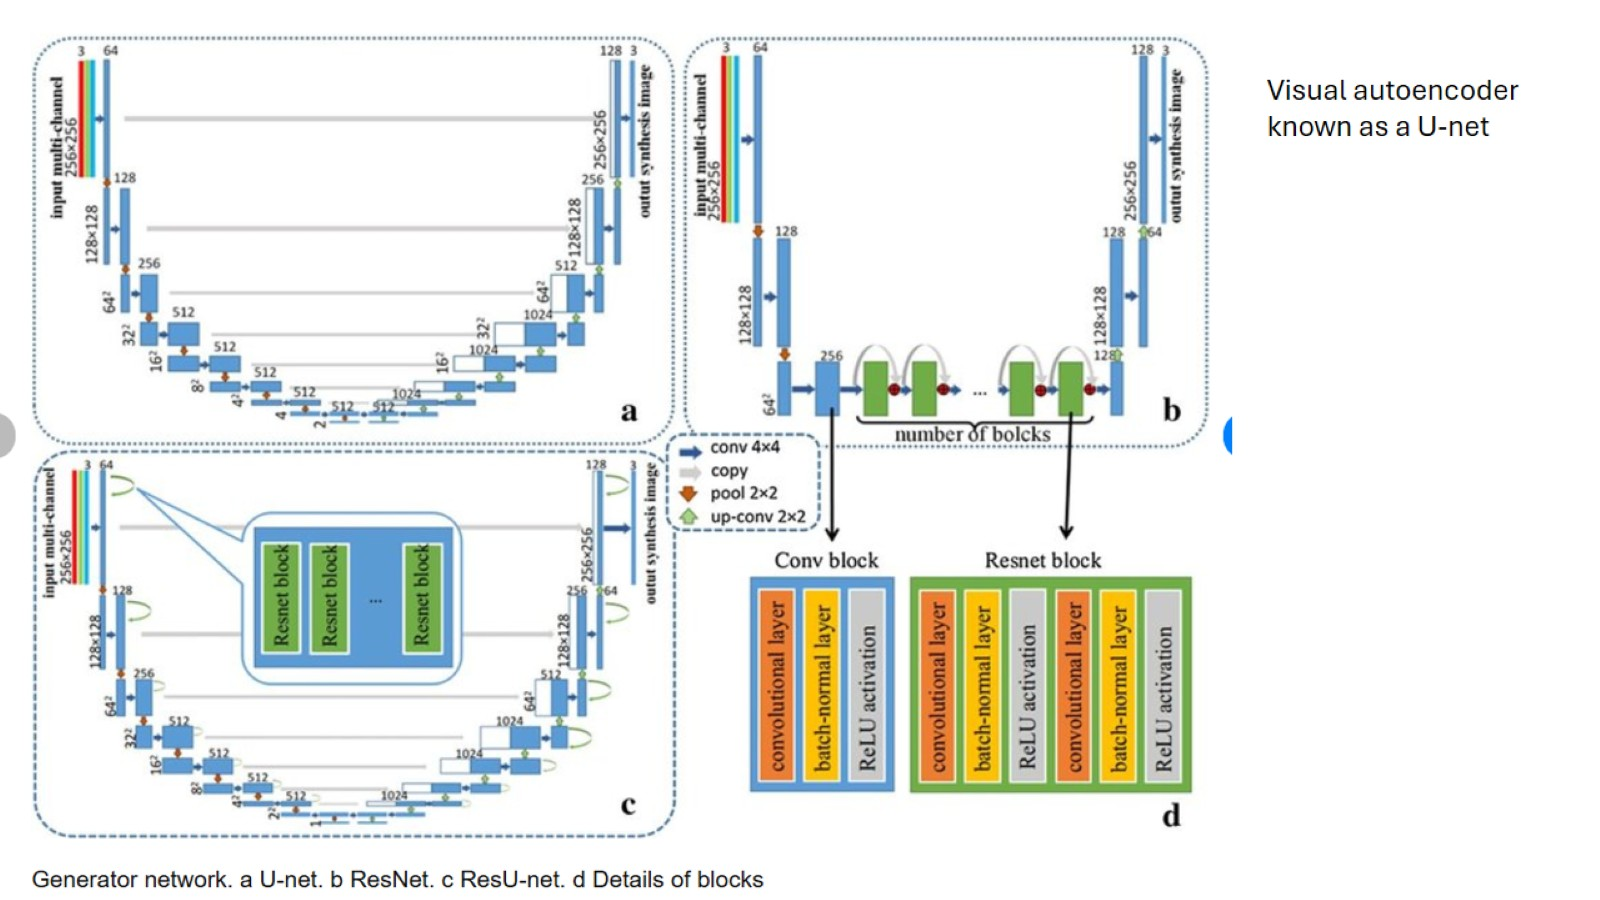 3 64
input multi-channel
256×256
128
128×128
256
64²
512
32²
512
16²
512
8²
512
4²
4
512
2
512
1024
1024
16²
1024
32²
512
64²
256
128×128
128 3
256×256
outut synthesis image
a
3 64
input multi-channel
256×256
128
128×128
256
64²
...
number of bolcks
128
128
128×128
64
128 3
256×256
outut synthesis image
b
Visual autoencoder
known as a U-net
conv 4×4
copy
pool 2×2
up-conv 2×2
3 64
input multi-channel
256×256
Resnet block
Resnet block
...
Resnet block
128
128×128
256
64²
512
32²
512
16²
512
8²
512
4²
2²
1
1024
1024
1024
512
64²
256
64
128×128
128 3
256×256
outut synthesis image
c
Conv block
convolutional layer
batch-normal layer
ReLU activation
Resnet block
convolutional layer
batch-normal layer
ReLU activation
convolutional layer
batch-normal layer
ReLU activation
d
Generator network. a U-net. b ResNet. c ResU-net. d Details of blocks